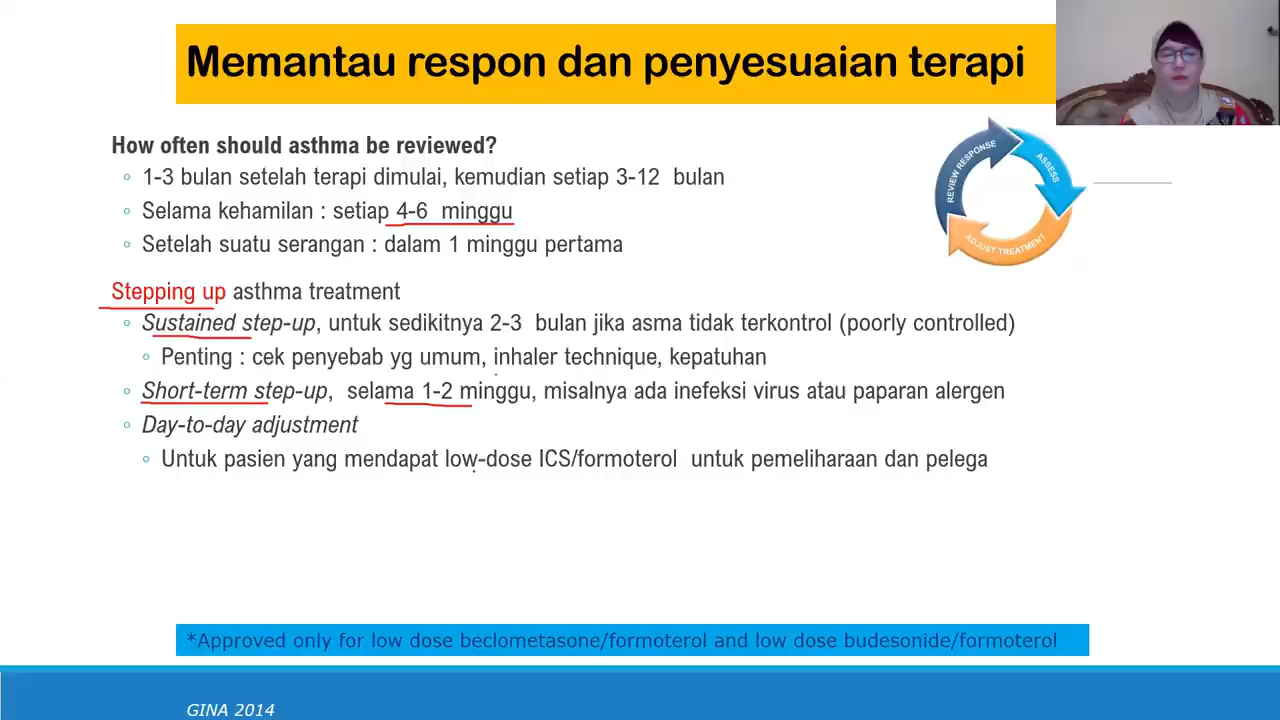 Memantau respon dan penyesuaian terapi
How often should asthma be reviewed?
1-3 bulan setelah terapi dimulai, kemudian setiap 3-12 bulan
Selama kehamilan : setiap 4-6 minggu
Setelah suatu serangan : dalam 1 minggu pertama
REVIEW RESPONSE
ASSESS
ADJUST TREATMENT
Stepping up asthma treatment
Sustained step-up, untuk sedikitnya 2-3 bulan jika asma tidak terkontrol (poorly controlled)
Penting : cek penyebab yg umum, inhaler technique, kepatuhan
Short-term step-up, selama 1-2 minggu, misalnya ada inefeksi virus atau paparan alergen
Day-to-day adjustment
Untuk pasien yang mendapat low-dose ICS/formoterol untuk pemeliharaan dan pelega
*Approved only for low dose beclometasone/formoterol and low dose budesonide/formoterol
GINA 2014